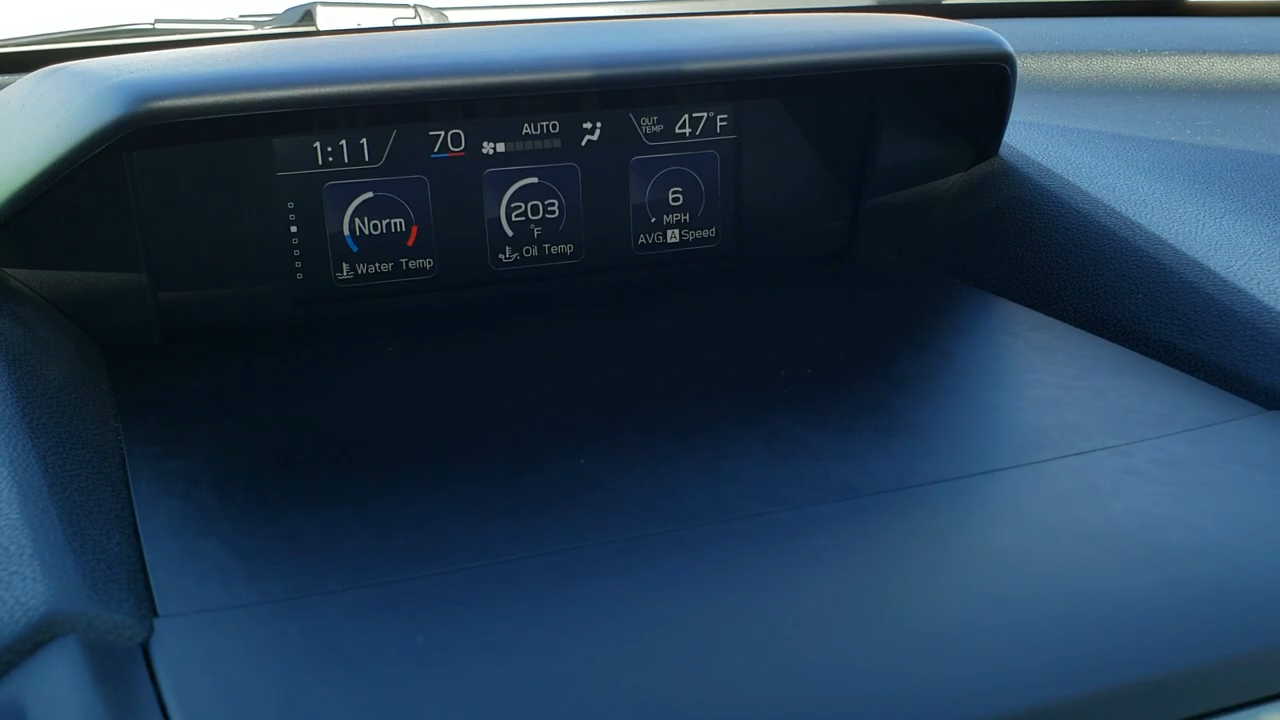 1:11
70
AUTO
OUT TEMP 47°F
Norm
Water Temp
203
°F
Oil Temp
6
MPH
AVG. A Speed